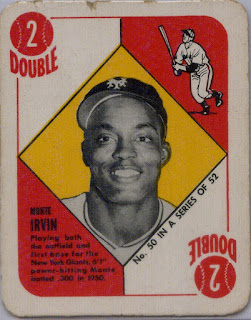 2
DOUBLE
MONTE
IRVIN
Playing both
the outfield and
first base for the
New York Giants, 6'1"
power-hitting Monte
batted .300 in 1950.
No. 50 IN A SERIES OF 52
DOUBLE
2